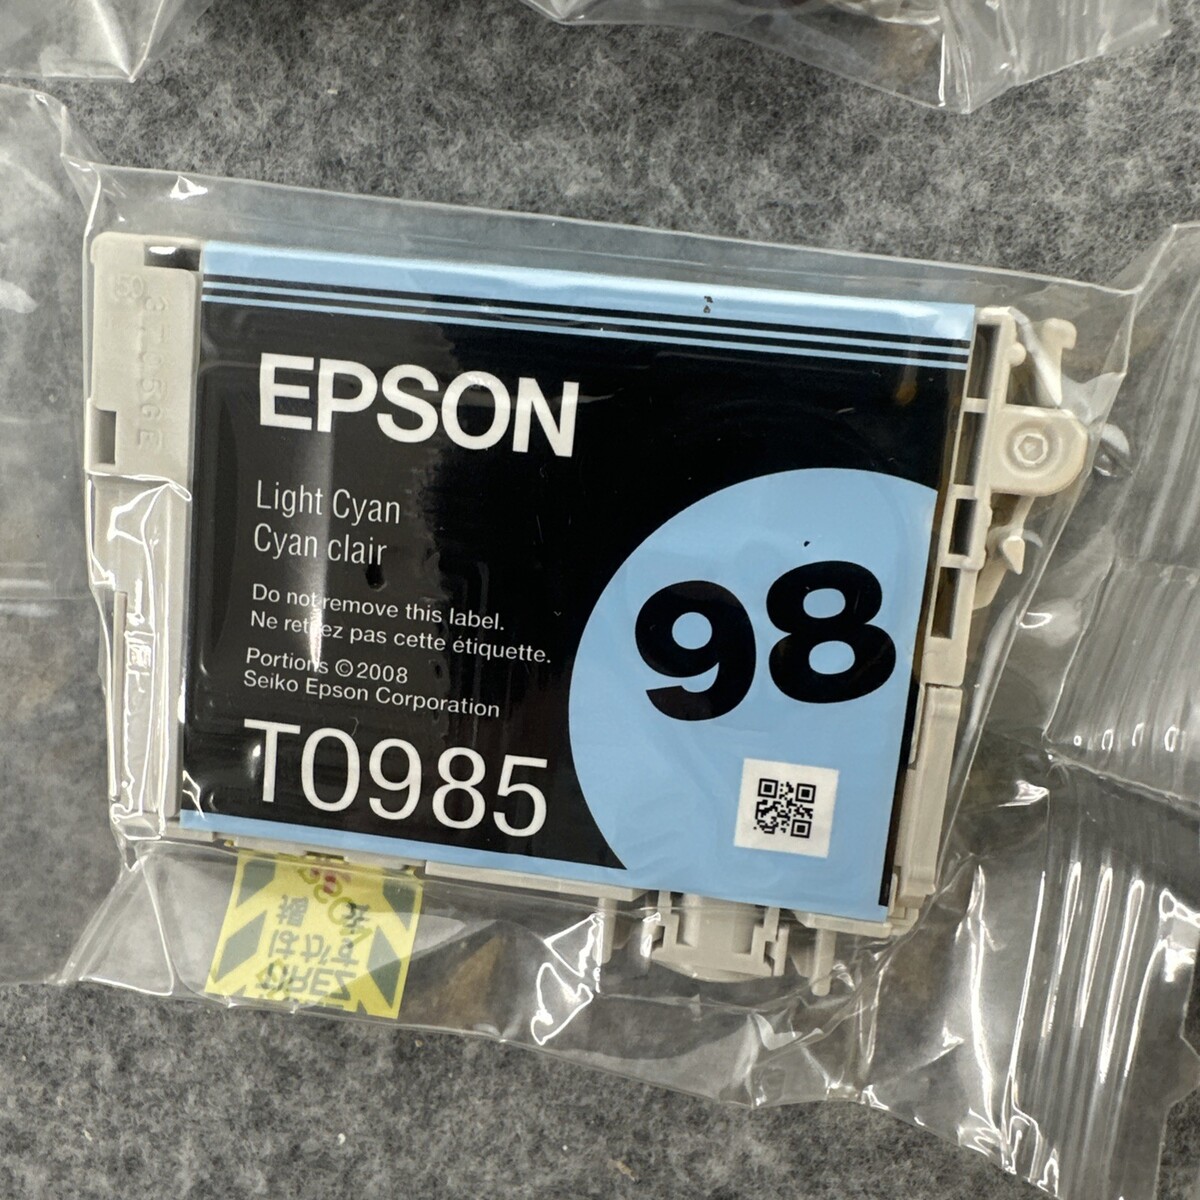 EPSON
Light Cyan
Cyan clair
Do not remove this label.
Ne retirez pas cette étiquette.
Portions ©2008
Seiko Epson Corporation
T0985
98